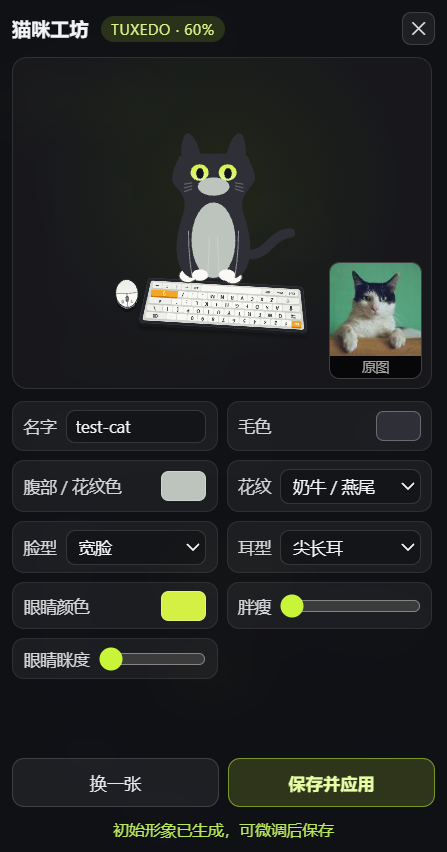 猫咪工坊
TUXEDO · 60%
原图
名字
test-cat
毛色
腹部 / 花纹色
花纹
奶牛 / 燕尾
脸型
宽脸
耳型
尖长耳
眼睛颜色
胖瘦
眼睛眯度
换一张
保存并应用
初始形象已生成，可微调后保存